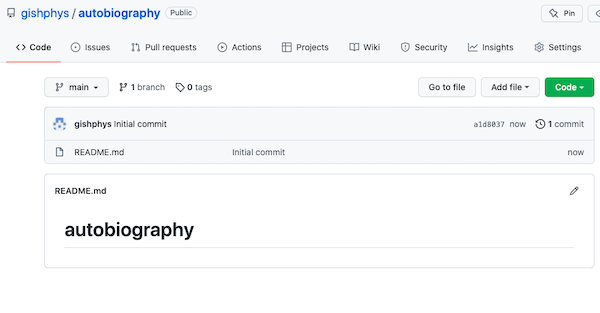 gishphys / autobiography Public Pin
Code Issues Pull requests Actions Projects Wiki Security Insights Settings
main 1 branch 0 tags Go to file Add file Code
gishphys Initial commit a1d8037 now 1 commit
README.md Initial commit now
README.md
autobiography